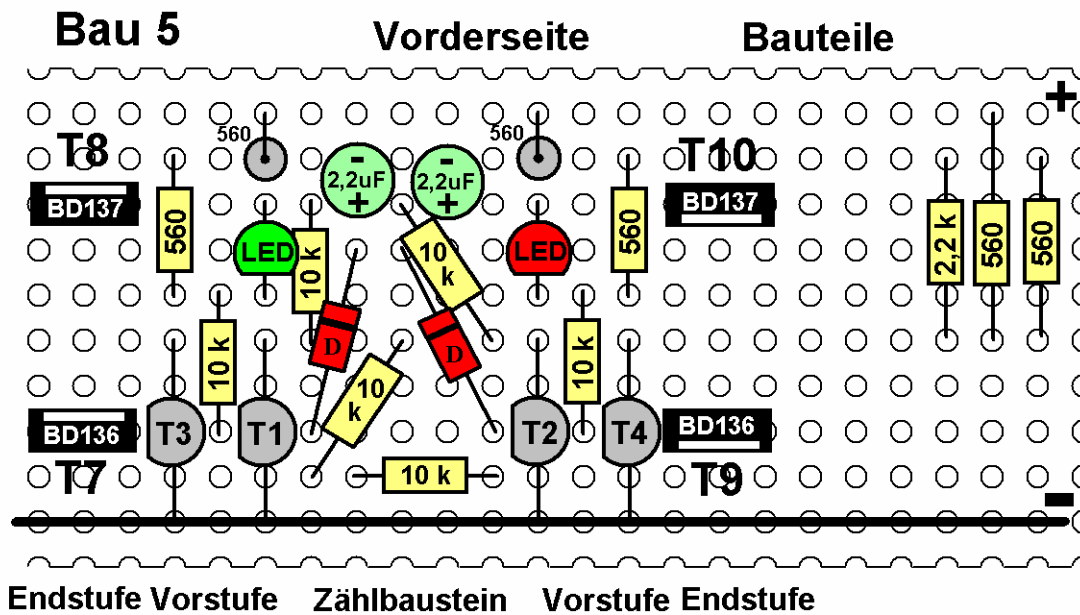 Bau 5 Vorderseite Bauteile
+
560 560
T8 T10
- -
2,2uF 2,2uF
+ +
BD137 BD137
560 LED 10 k 10 k LED 560 2,2 k 560 560
10 k D 10 k D 10 k
BD136 T3 T1 T2 T4 BD136
T7 10 k T9
-
Endstufe Vorstufe Zählbaustein Vorstufe Endstufe